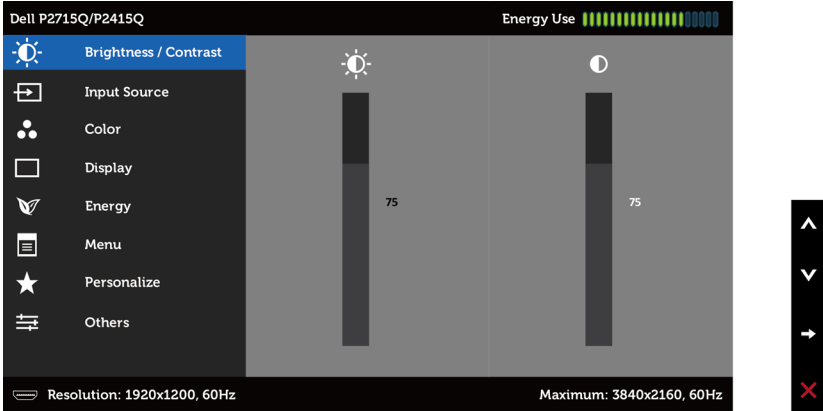 Dell P2715Q/P2415Q
Energy Use
Brightness / Contrast
Input Source
Color
Display
Energy
Menu
Personalize
Others
75
75
Resolution: 1920x1200, 60Hz
Maximum: 3840x2160, 60Hz